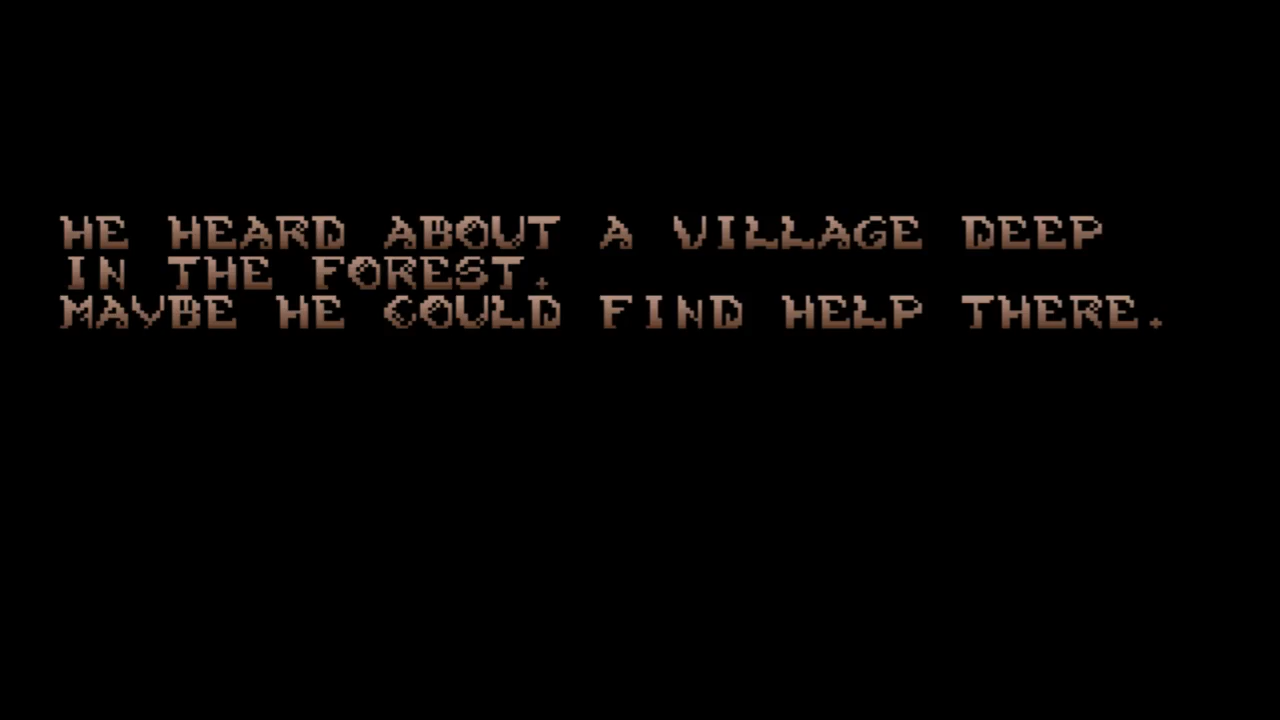 HE HEARD ABOUT A VILLAGE DEEP
IN THE FOREST.
MAYBE HE COULD FIND HELP THERE.